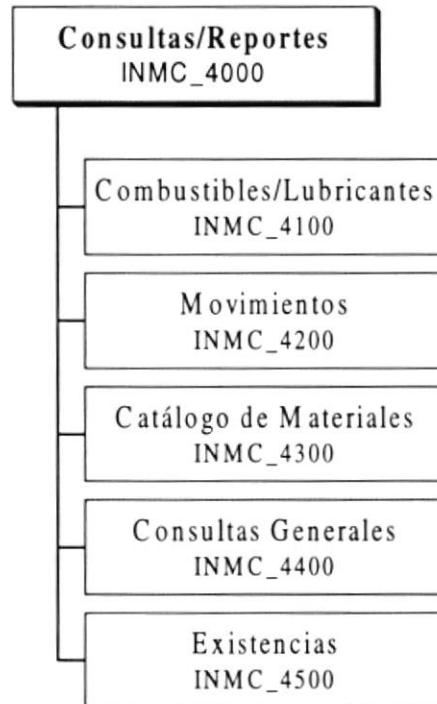 Consultas/Reportes
INMC_4000
Combustibles/Lubricantes
INMC_4100
Movimientos
INMC_4200
Catálogo de Materiales
INMC_4300
Consultas Generales
INMC_4400
Existencias
INMC_4500